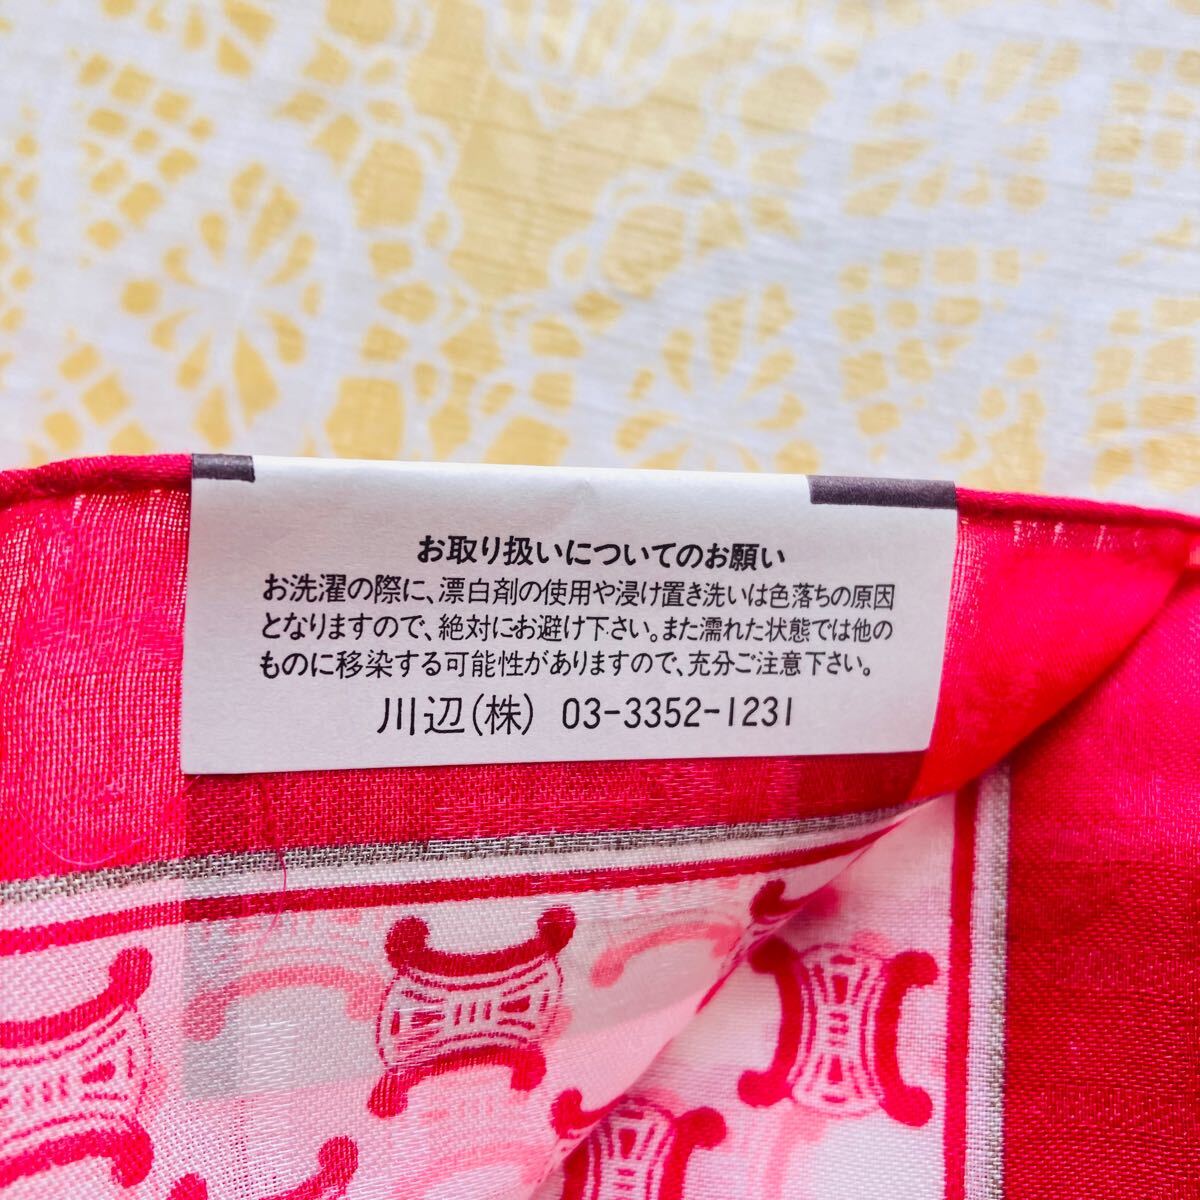 お取り扱いについてのお願い
お洗濯の際に、漂白剤の使用や浸け置き洗いは色落ちの原因
となりますので、絶対にお避け下さい。また濡れた状態では他の
ものに移染する可能性がありますので、充分ご注意下さい。
川辺(株) 03-3352-1231